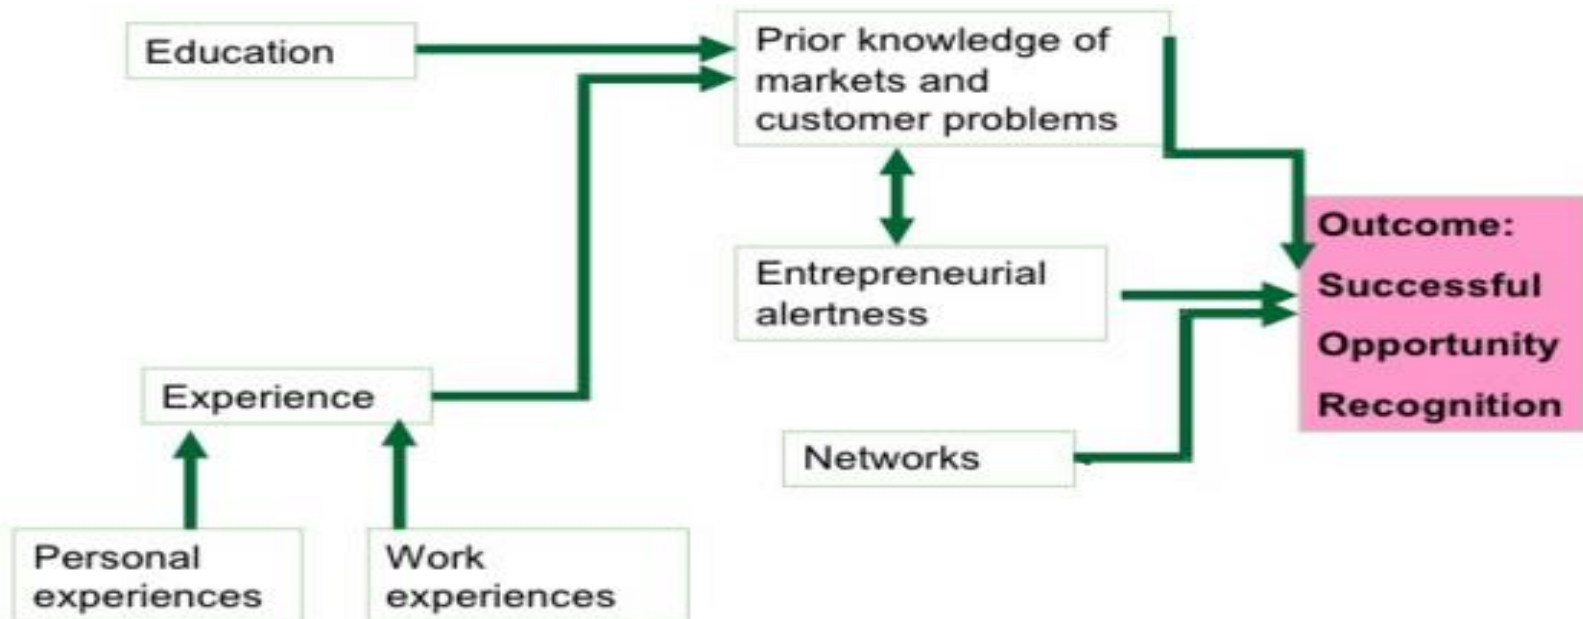 Education
Prior knowledge of
markets and
customer problems
Entrepreneurial
alertness
Outcome:
Successful
Opportunity
Recognition
Experience
Networks
Personal
experiences
Work
experiences